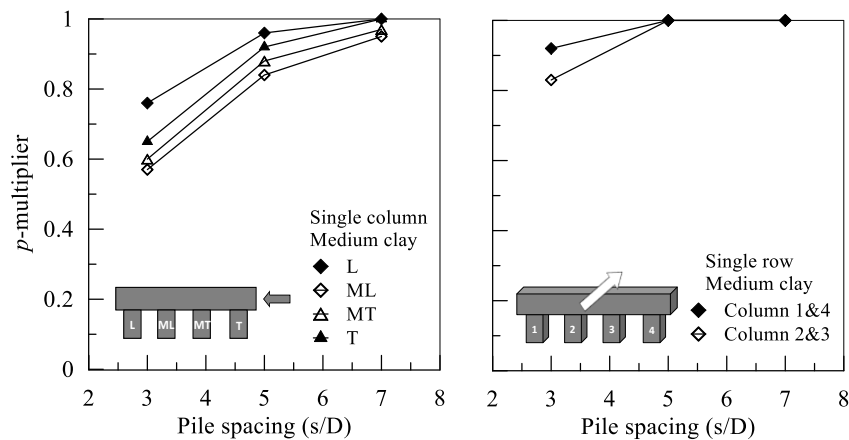 1
0.8
0.6
0.4
0.2
0
p-multiplier
Single column
Medium clay
L
ML
MT
T
L ML MT T
2 3 4 5 6 7 8
Pile spacing (s/D)
Single row
Medium clay
Column 1&4
Column 2&3
1 2 3 4
2 3 4 5 6 7 8
Pile spacing (s/D)